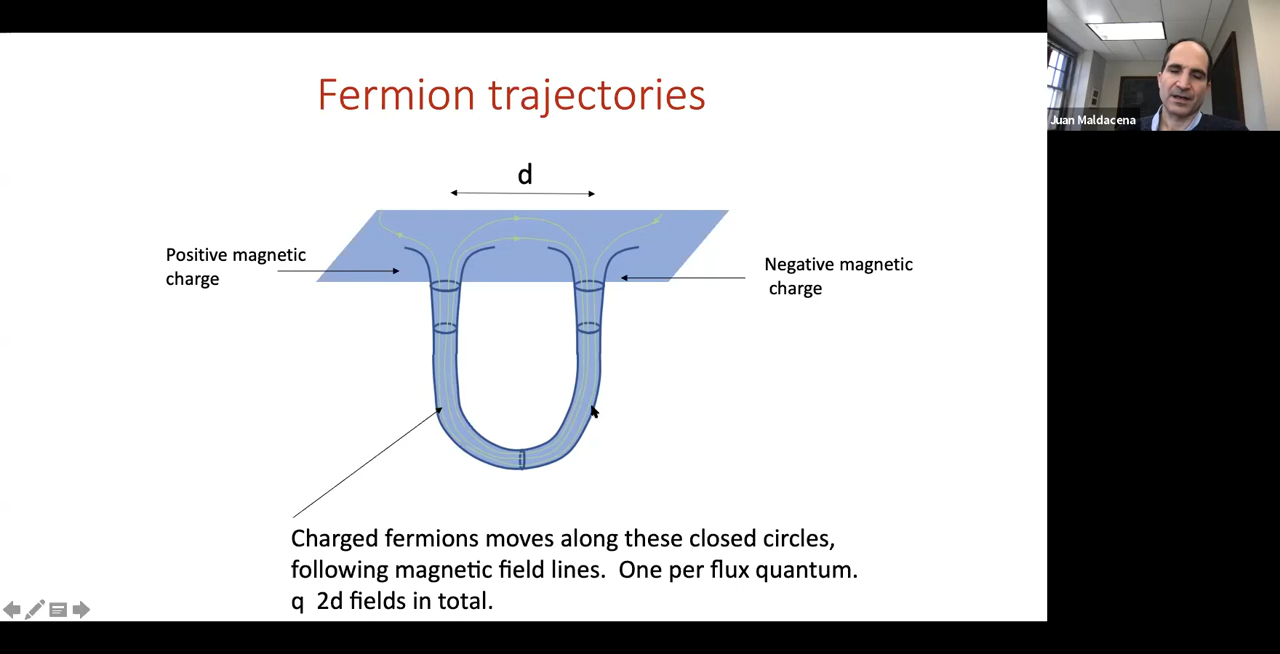 Fermion trajectories
Juan Maldacena
d
Positive magnetic
charge
Negative magnetic
charge
Charged fermions moves along these closed circles,
following magnetic field lines.  One per flux quantum.
q  2d fields in total.